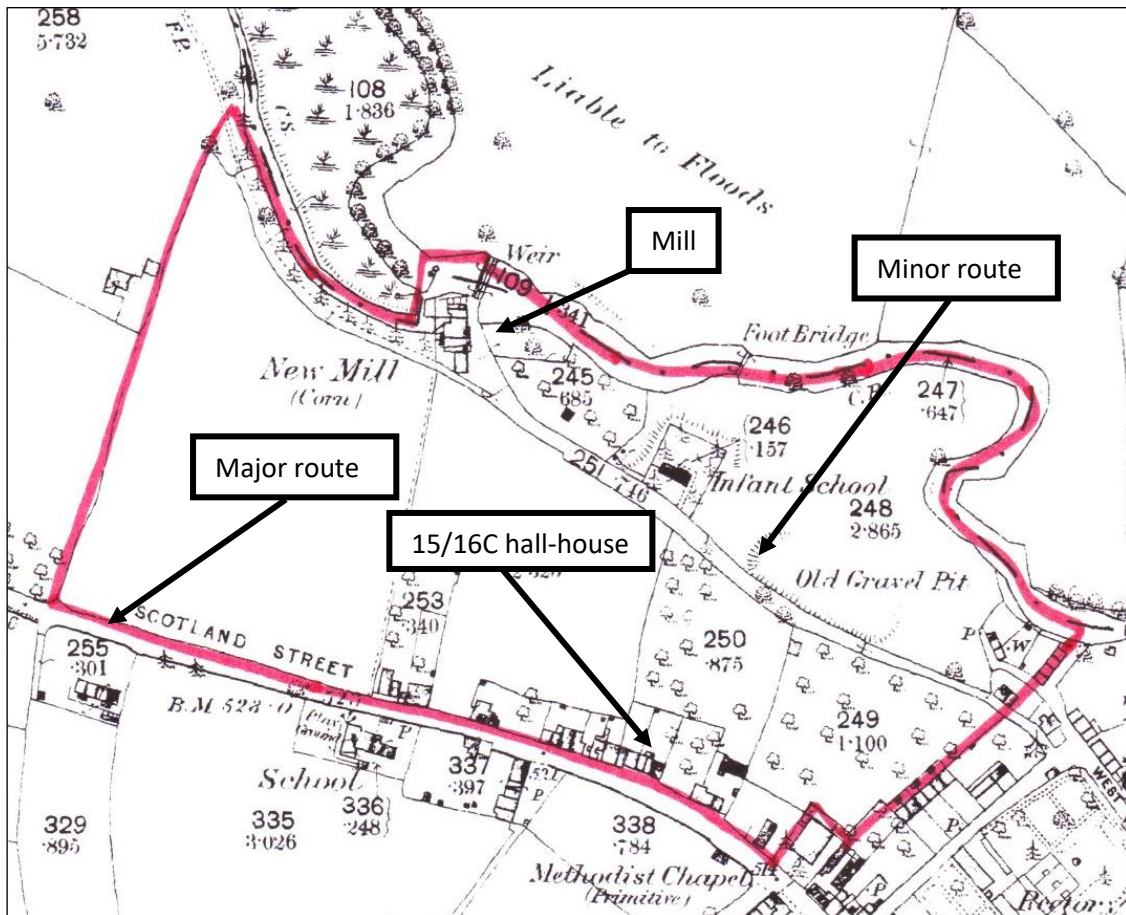 258
5·732
F.P.
108
1·836
C.S.
Liable to Floods
Mill
Minor route
Weir
109
·341
Foot Bridge
New Mill
(Corn)
245
·685
C.R.
247
·647
246
·157
Major route
251
·746
Infant School
248
2·865
15/16C hall-house
Old Gravel Pit
SCOTLAND STREET
253
·340
250
·875
P
W
255
·301
B.M 528·0
P
249
1·100
WEST
School
337
·397
P
336
·248
329
·895
335
3·026
338
·784
P
Methodist Chapel
(Primitive)
P
Rectory